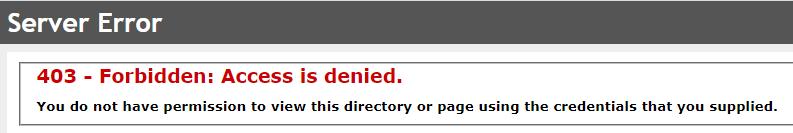 Server Error
403 - Forbidden: Access is denied.
You do not have permission to view this directory or page using the credentials that you supplied.